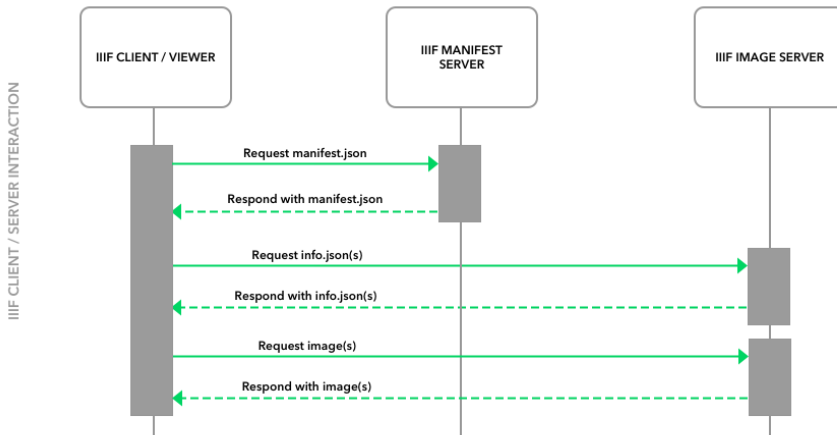 IIIF CLIENT / VIEWER
IIIF MANIFEST
SERVER
IIIF IMAGE SERVER
IIIF CLIENT / SERVER INTERACTION
Request manifest.json
Respond with manifest.json
Request info.json(s)
Respond with info.json(s)
Request image(s)
Respond with image(s)